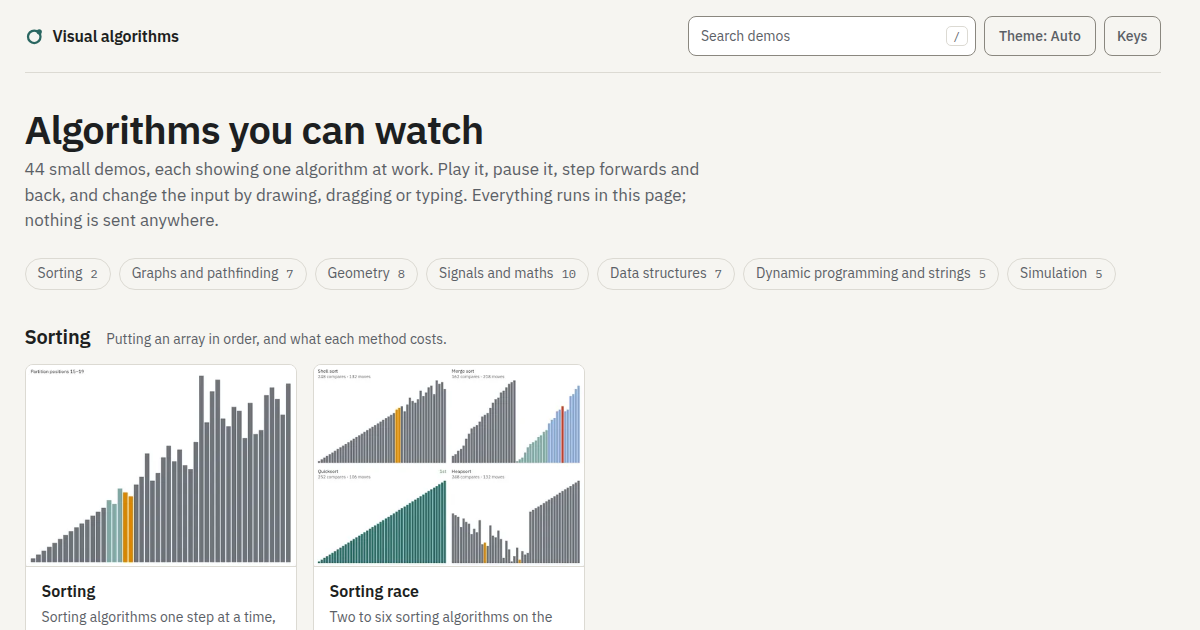 Visual algorithms
Search demos
/
Theme: Auto
Keys
Algorithms you can watch
44 small demos, each showing one algorithm at work. Play it, pause it, step forwards and
back, and change the input by drawing, dragging or typing. Everything runs in this page;
nothing is sent anywhere.
Sorting 2
Graphs and pathfinding 7
Geometry 8
Signals and maths 10
Data structures 7
Dynamic programming and strings 5
Simulation 5
Sorting
Putting an array in order, and what each method costs.
Partition positions 15–59
Shell sort
Merge sort
Quicksort
1st
Heapsort
Sorting
Sorting algorithms one step at a time,
Sorting race
Two to six sorting algorithms on the